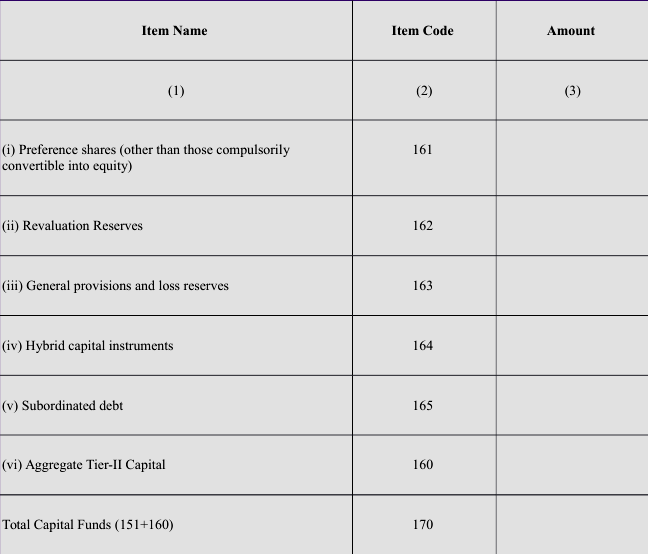 Item Name Item Code Amount
(1) (2) (3)
(i) Preference shares (other than those compulsorily
convertible into equity) 161
(ii) Revaluation Reserves 162
(iii) General provisions and loss reserves 163
(iv) Hybrid capital instruments 164
(v) Subordinated debt 165
(vi) Aggregate Tier-II Capital 160
Total Capital Funds (151+160) 170